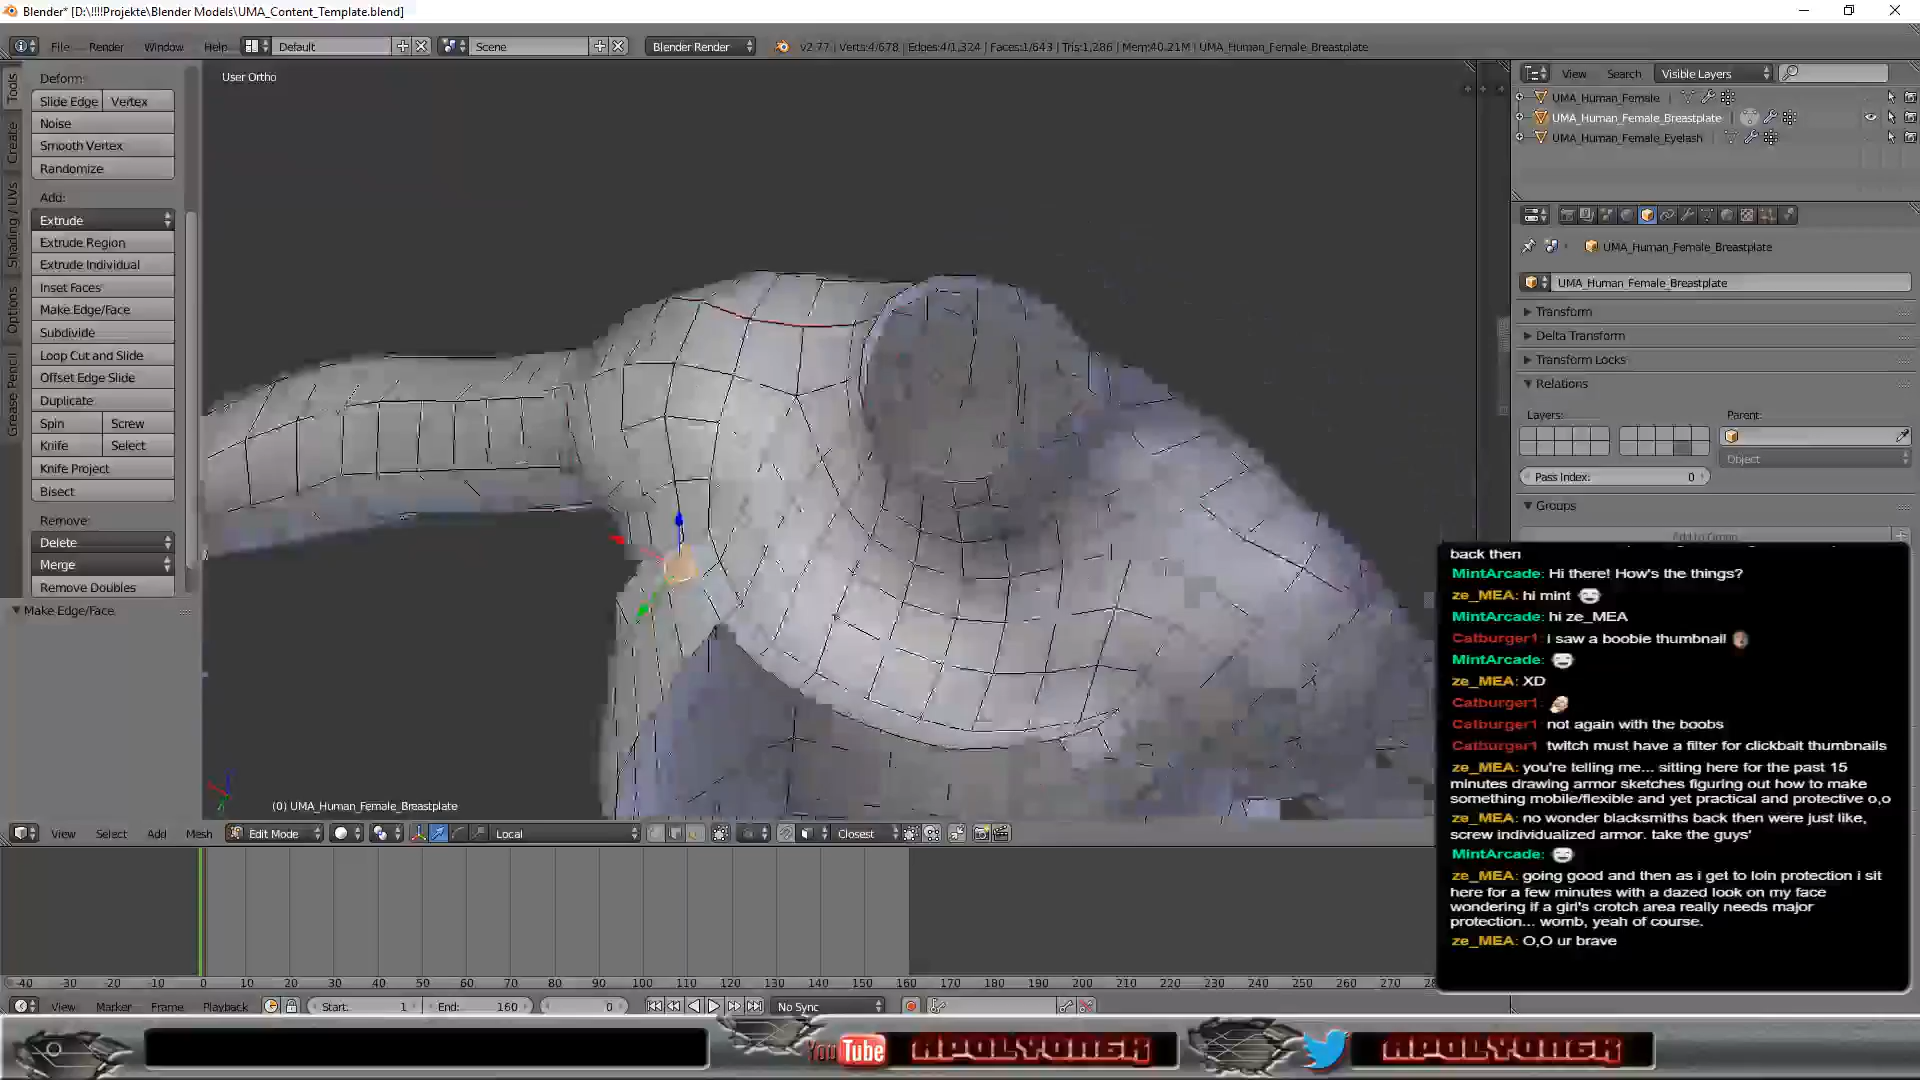 Blender* [D:\!!!!Projekte\Blender Models\UMA_Content_Template.blend]
File Render Window Help Default Scene Blender Render v2.77 | Verts:4/678 | Edges:4/1,324 | Faces:1/643 | Tris:1,286 | Mem:40.21M | UMA_Human_Female_Breastplate
Tools
Create
Shading / UVs
Options
Grease Pencil
Deform:
Slide Edge Vertex
Noise
Smooth Vertex
Randomize
Add:
Extrude
Extrude Region
Extrude Individual
Inset Faces
Make Edge/Face
Subdivide
Loop Cut and Slide
Offset Edge Slide
Duplicate
Spin Screw
Knife Select
Knife Project
Bisect
Remove:
Delete
Merge
Remove Doubles
Make Edge/Face
User Ortho
(0) UMA_Human_Female_Breastplate
View Select Add Mesh Edit Mode Local Closest
View Search Visible Layers
UMA_Human_Female
UMA_Human_Female_Breastplate
UMA_Human_Female_Eyelash
UMA_Human_Female_Breastplate
UMA_Human_Female_Breastplate
Transform
Delta Transform
Transform Locks
Relations
Layers: Parent:
Object
Pass Index: 0
Groups
Add to Group
back then
MintArcade: Hi there! How's the things?
ze_MEA: hi mint
MintArcade: hi ze_MEA
Catburger1: i saw a boobie thumbnail
MintArcade:
ze_MEA: XD
Catburger1:
Catburger1: not again with the boobs
Catburger1: twitch must have a filter for clickbait thumbnails
ze_MEA: you're telling me... sitting here for the past 15
minutes drawing armor sketches figuring out how to make
something mobile/flexible and yet practical and protective o,o
ze_MEA: no wonder blacksmiths back then were just like,
screw individualized armor. take the guys'
MintArcade:
ze_MEA: going good and then as i get to loin protection i sit
here for a few minutes with a dazed look on my face
wondering if a girl's crotch area really needs major
protection... womb, yeah of course.
ze_MEA: O,O ur brave
-40 -30 -20 -10 0 10 20 30 40 50 60 70 80 90 100 110 120 130 140 150 160 170 180 190 200 210 220 230 240 250 260 270
View Marker Frame Playback Start: 1 End: 160 0 No Sync
YouTube APOLYONGR APOLYONGR